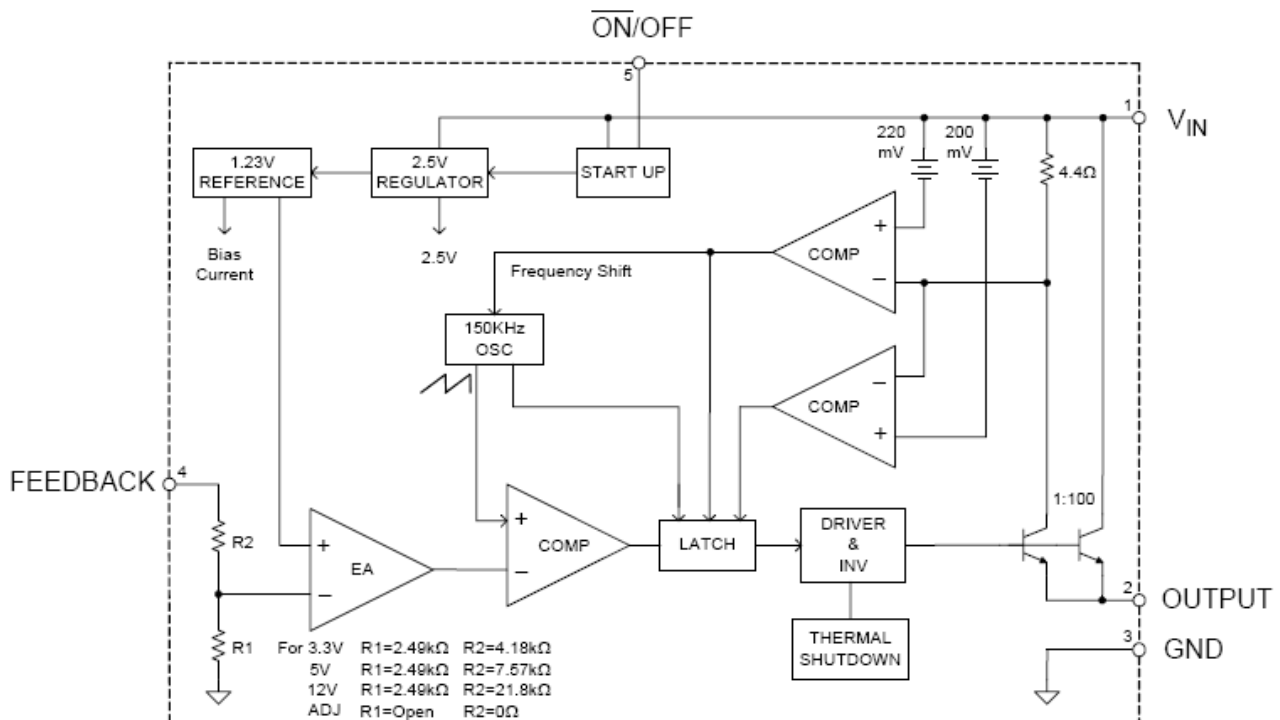 ON/OFF
5
1
VIN
220 mV
200 mV
4.4Ω
1.23V REFERENCE
2.5V REGULATOR
START UP
Bias Current
2.5V
+
COMP
−
Frequency Shift
150KHz OSC
−
COMP
+
FEEDBACK
4
1:100
R2
+
EA
−
+
COMP
−
LATCH
DRIVER & INV
2
OUTPUT
THERMAL SHUTDOWN
3
GND
R1
For 3.3V R1=2.49kΩ R2=4.18kΩ
5V R1=2.49kΩ R2=7.57kΩ
12V R1=2.49kΩ R2=21.8kΩ
ADJ R1=Open R2=0Ω